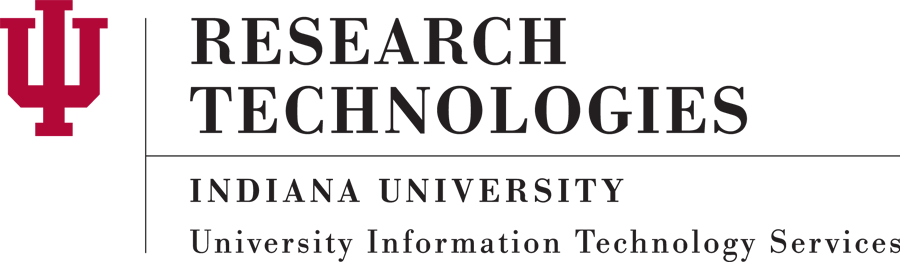 RESEARCH
TECHNOLOGIES
INDIANA UNIVERSITY
University Information Technology Services